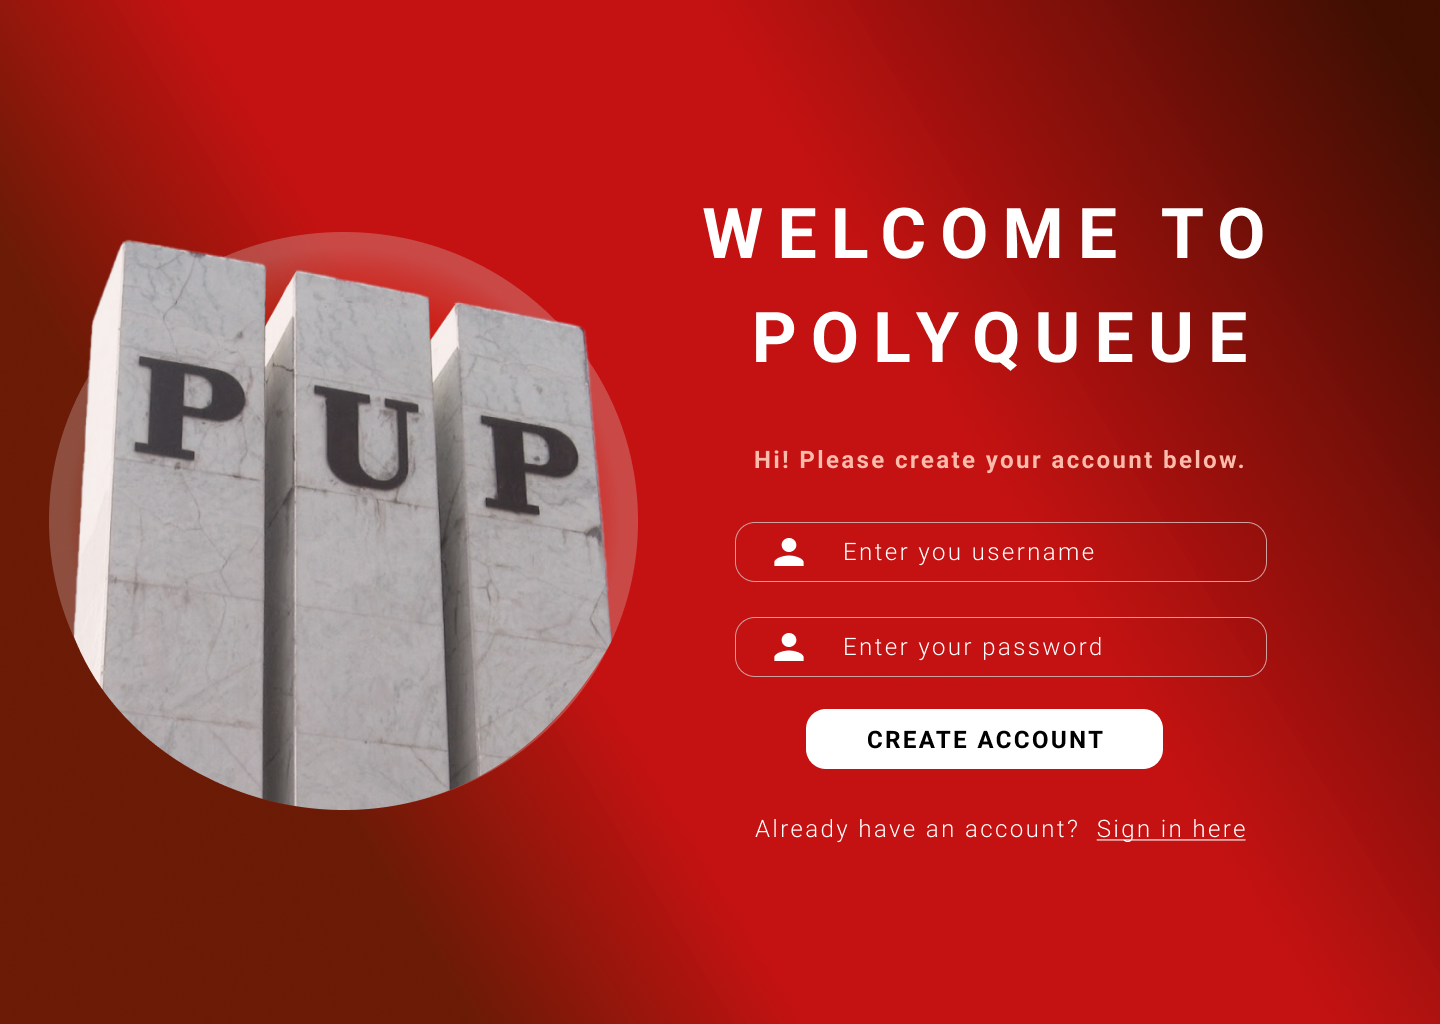 PUP
WELCOME TO
POLYQUEUE
Hi! Please create your account below.
Enter you username
Enter your password
CREATE ACCOUNT
Already have an account? Sign in here